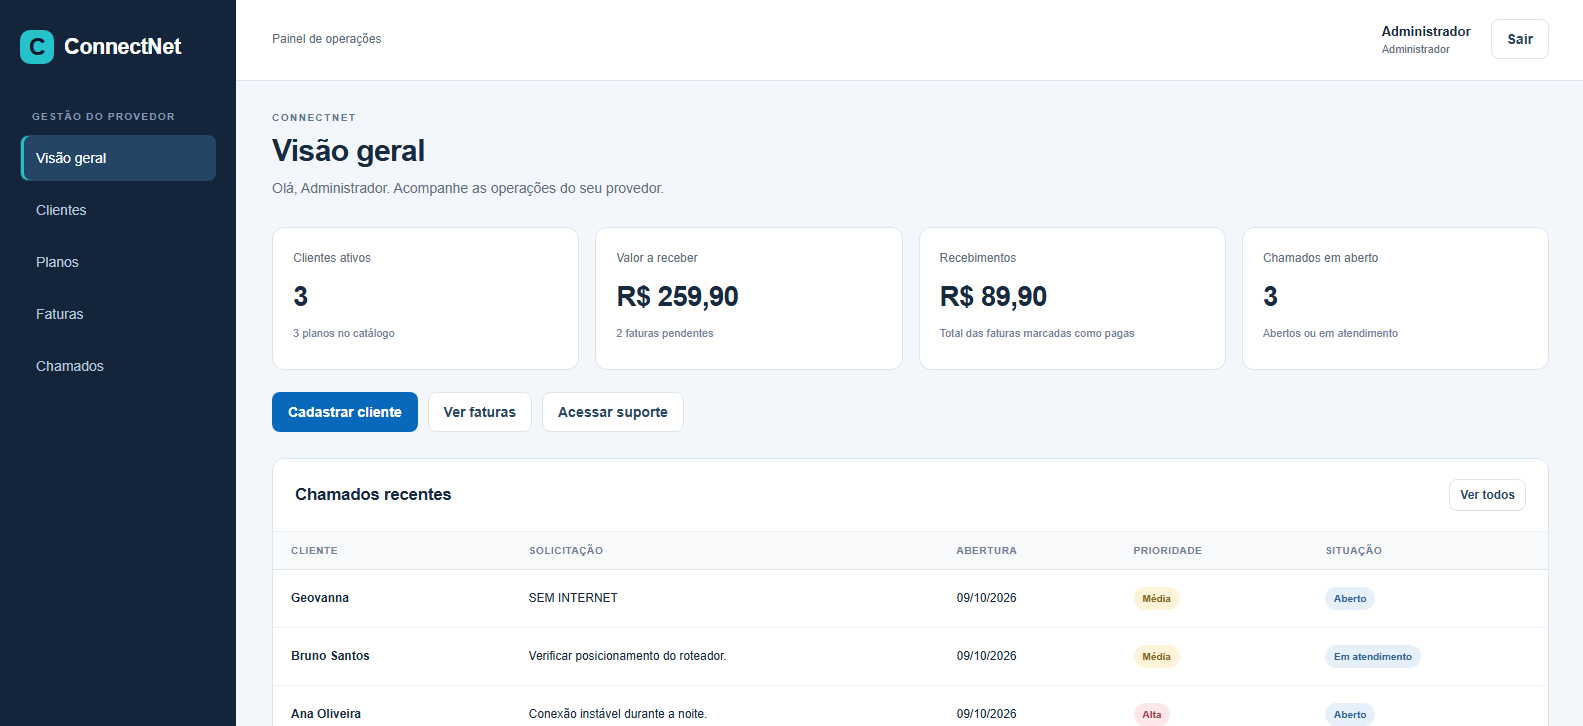 C ConnectNet
GESTÃO DO PROVEDOR
Visão geral
Clientes
Planos
Faturas
Chamados
Painel de operações
Administrador
Administrador
Sair
CONNECTNET
Visão geral
Olá, Administrador. Acompanhe as operações do seu provedor.
Clientes ativos
3
3 planos no catálogo
Valor a receber
R$ 259,90
2 faturas pendentes
Recebimentos
R$ 89,90
Total das faturas marcadas como pagas
Chamados em aberto
3
Abertos ou em atendimento
Cadastrar cliente Ver faturas Acessar suporte
Chamados recentes Ver todos
CLIENTE SOLICITAÇÃO ABERTURA PRIORIDADE SITUAÇÃO
Geovanna SEM INTERNET 09/10/2026 Média Aberto
Bruno Santos Verificar posicionamento do roteador. 09/10/2026 Média Em atendimento
Ana Oliveira Conexão instável durante a noite. 09/10/2026 Alta Aberto